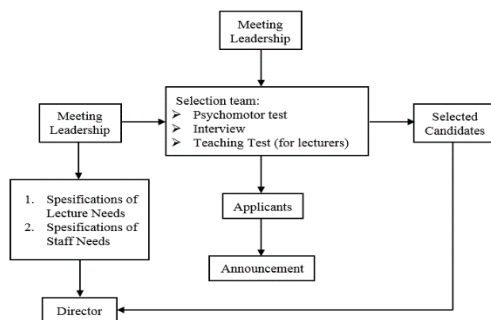 Meeting
Leadership
Selection team:
➢ Psychomotor test
➢ Interview
➢ Teaching Test (for lecturers)
Meeting
Leadership
Selected
Candidates
1. Spesifications of
Lecture Needs
2. Spesifications of
Staff Needs
Applicants
Announcement
Director